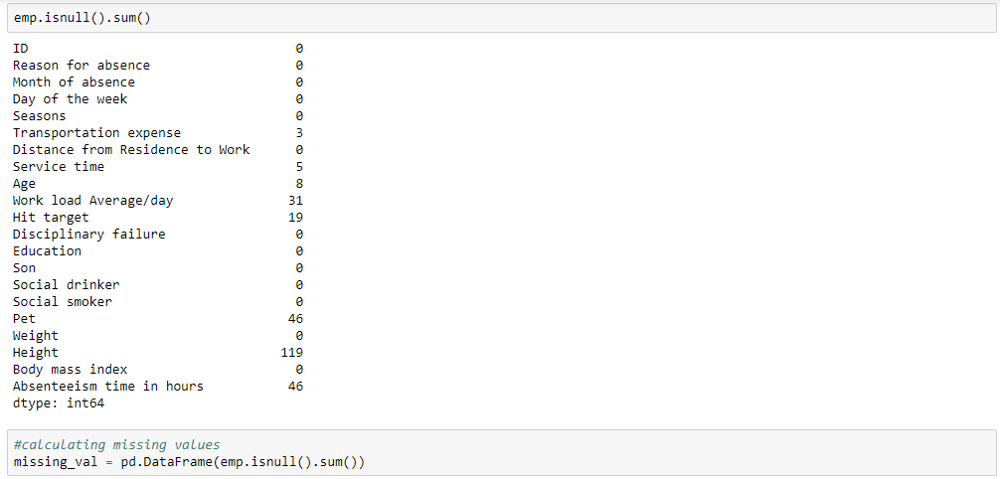 emp.isnull().sum()
ID 0
Reason for absence 0
Month of absence 0
Day of the week 0
Seasons 0
Transportation expense 3
Distance from Residence to Work 0
Service time 5
Age 8
Work load Average/day 31
Hit target 19
Disciplinary failure 0
Education 0
Son 0
Social drinker 0
Social smoker 0
Pet 46
Weight 0
Height 119
Body mass index 0
Absenteeism time in hours 46
dtype: int64
#calculating missing values
missing_val = pd.DataFrame(emp.isnull().sum())